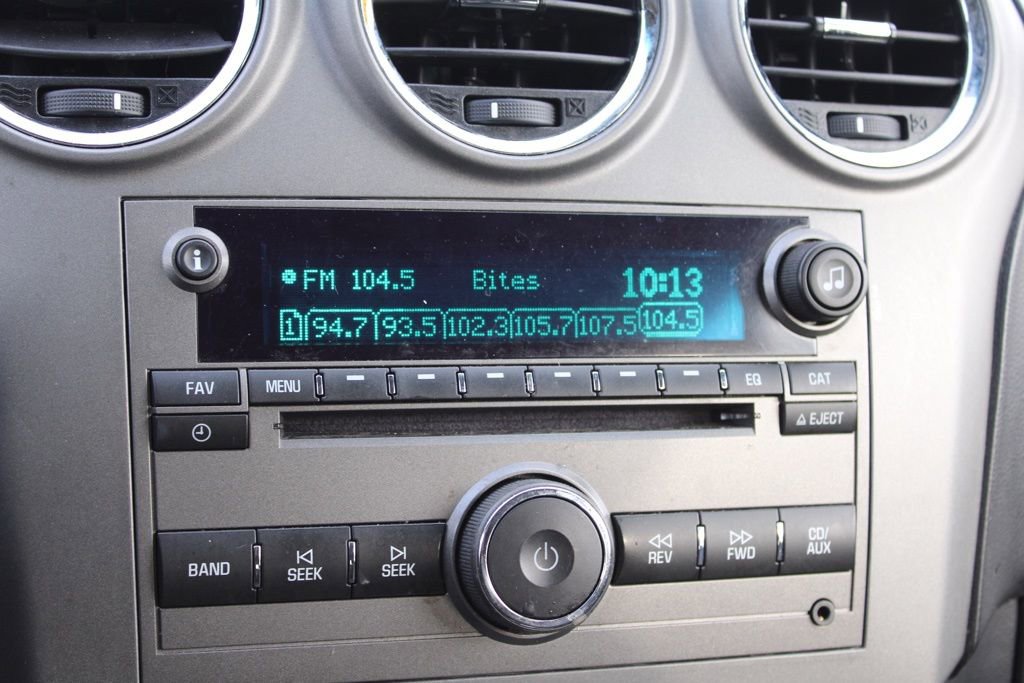 i
FM 104.5 Bites 10:13
1 94.7 93.5 102.3 105.7 107.5 104.5
FAV MENU EQ CAT
EJECT
BAND SEEK SEEK REV FWD CD/
AUX